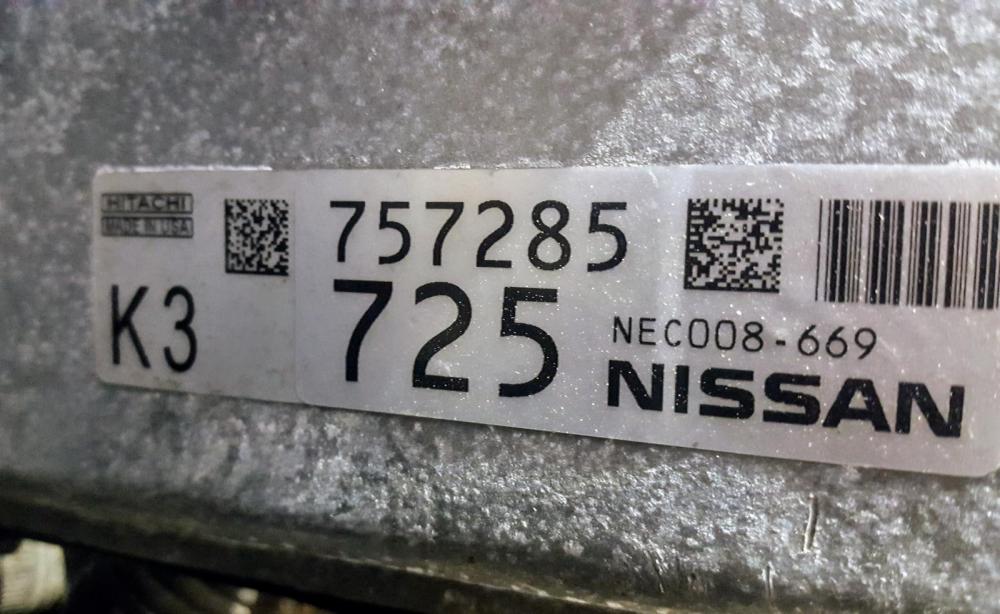 HITACHI
MADE IN USA
K3
757285
725
NEC008-669
NISSAN